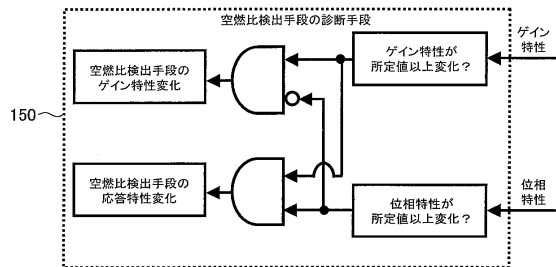 空燃比検出手段の診断手段
空燃比検出手段の
ゲイン特性変化
ゲイン特性が
所定値以上変化？
ゲイン
特性
150
空燃比検出手段の
応答特性変化
位相特性が
所定値以上変化？
位相
特性